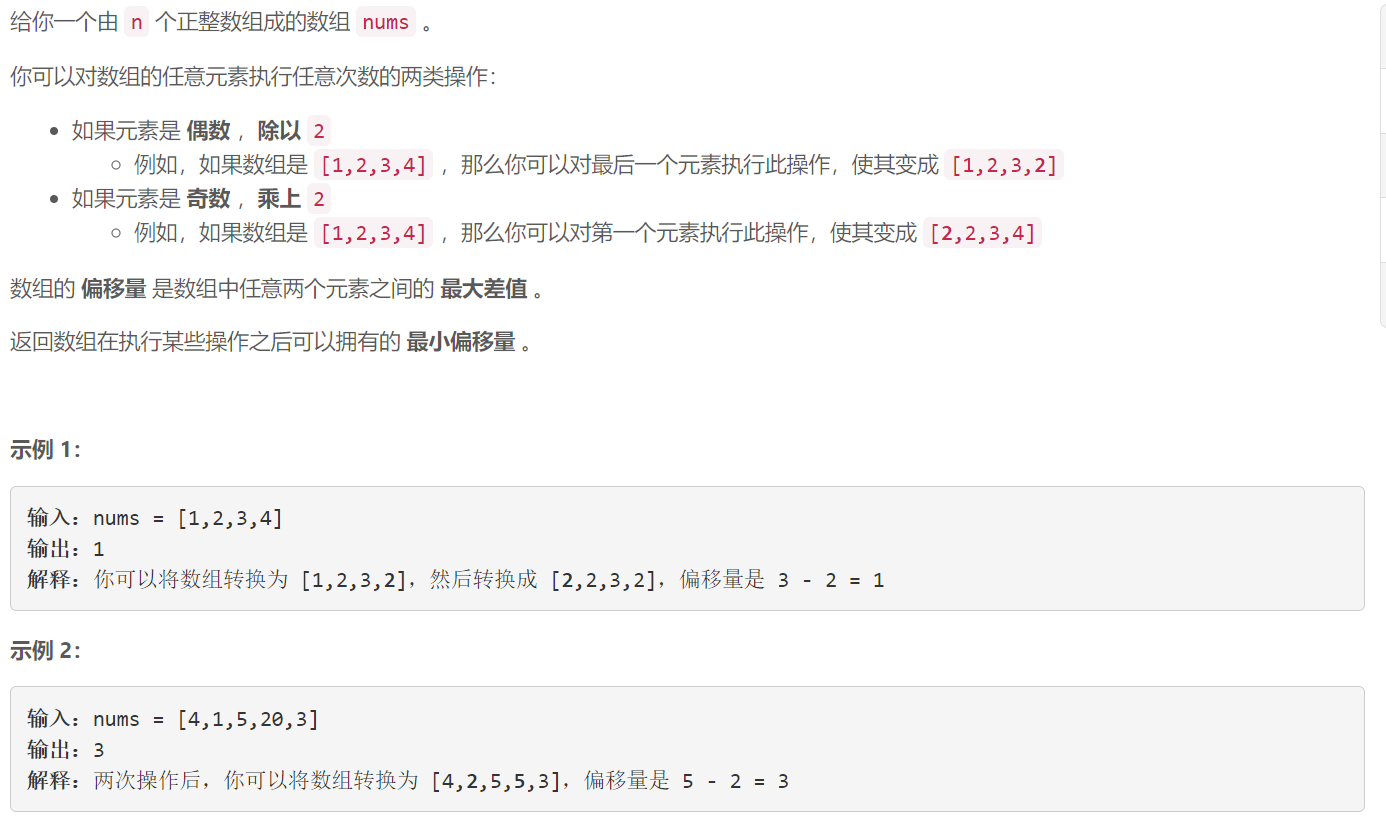 给你一个由 n 个正整数组成的数组 nums 。
你可以对数组的任意元素执行任意次数的两类操作：
• 如果元素是 偶数 ，除以 2
◦ 例如，如果数组是 [1,2,3,4] ，那么你可以对最后一个元素执行此操作，使其变成 [1,2,3,2]
• 如果元素是 奇数 ，乘上 2
◦ 例如，如果数组是 [1,2,3,4] ，那么你可以对第一个元素执行此操作，使其变成 [2,2,3,4]
数组的 偏移量 是数组中任意两个元素之间的 最大差值 。
返回数组在执行某些操作之后可以拥有的 最小偏移量 。
示例 1：
输入：nums = [1,2,3,4]
输出：1
解释：你可以将数组转换为 [1,2,3,2]，然后转换成 [2,2,3,2]，偏移量是 3 - 2 = 1
示例 2：
输入：nums = [4,1,5,20,3]
输出：3
解释：两次操作后，你可以将数组转换为 [4,2,5,5,3]，偏移量是 5 - 2 = 3